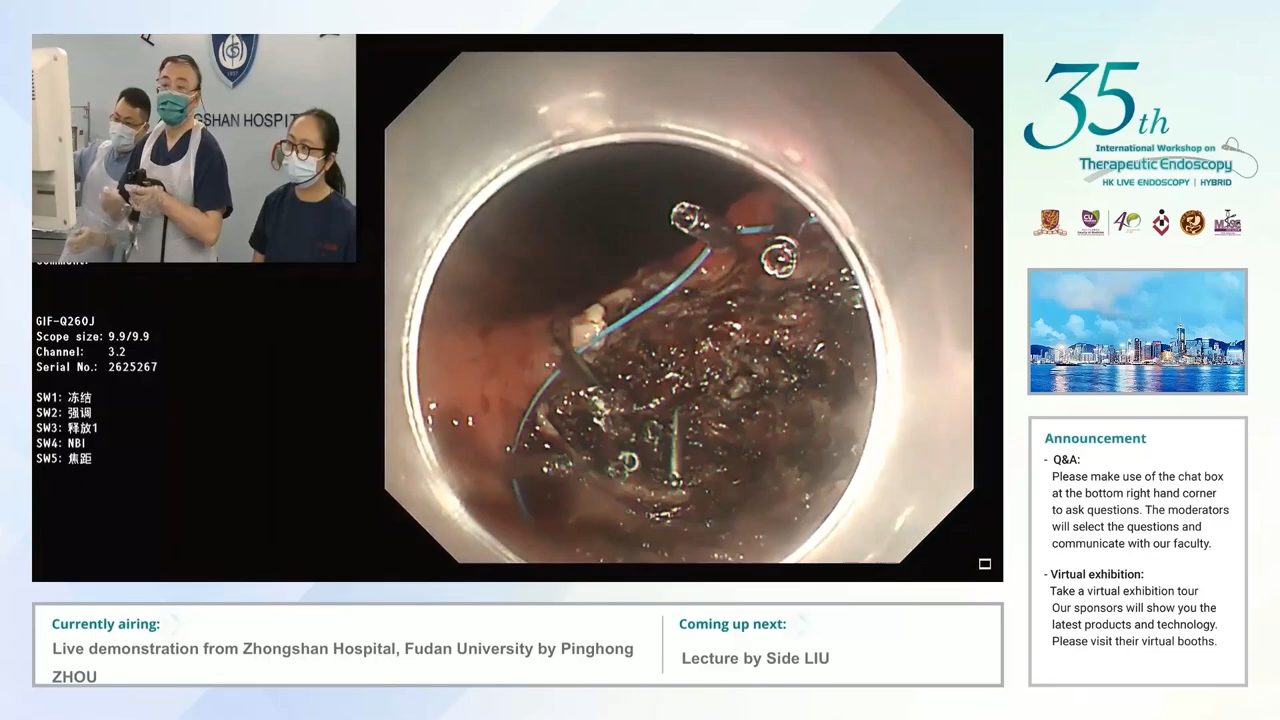 1937
GSHAN HOSPIT
GIF-Q260J
Scope size: 9.9/9.9
Channel: 3.2
Serial No.: 2625267
SW1: 冻结
SW2: 强调
SW3: 释放1
SW4: NBI
SW5: 焦距
35th
International Workshop on
Therapeutic Endoscopy
HK LIVE ENDOSCOPY | HYBRID
Announcement
- Q&A:
Please make use of the chat box
at the bottom right hand corner
to ask questions. The moderators
will select the questions and
communicate with our faculty.
- Virtual exhibition:
Take a virtual exhibition tour
Our sponsors will show you the
latest products and technology.
Please visit their virtual booths.
Currently airing:
Live demonstration from Zhongshan Hospital, Fudan University by Pinghong
ZHOU
Coming up next:
Lecture by Side LIU